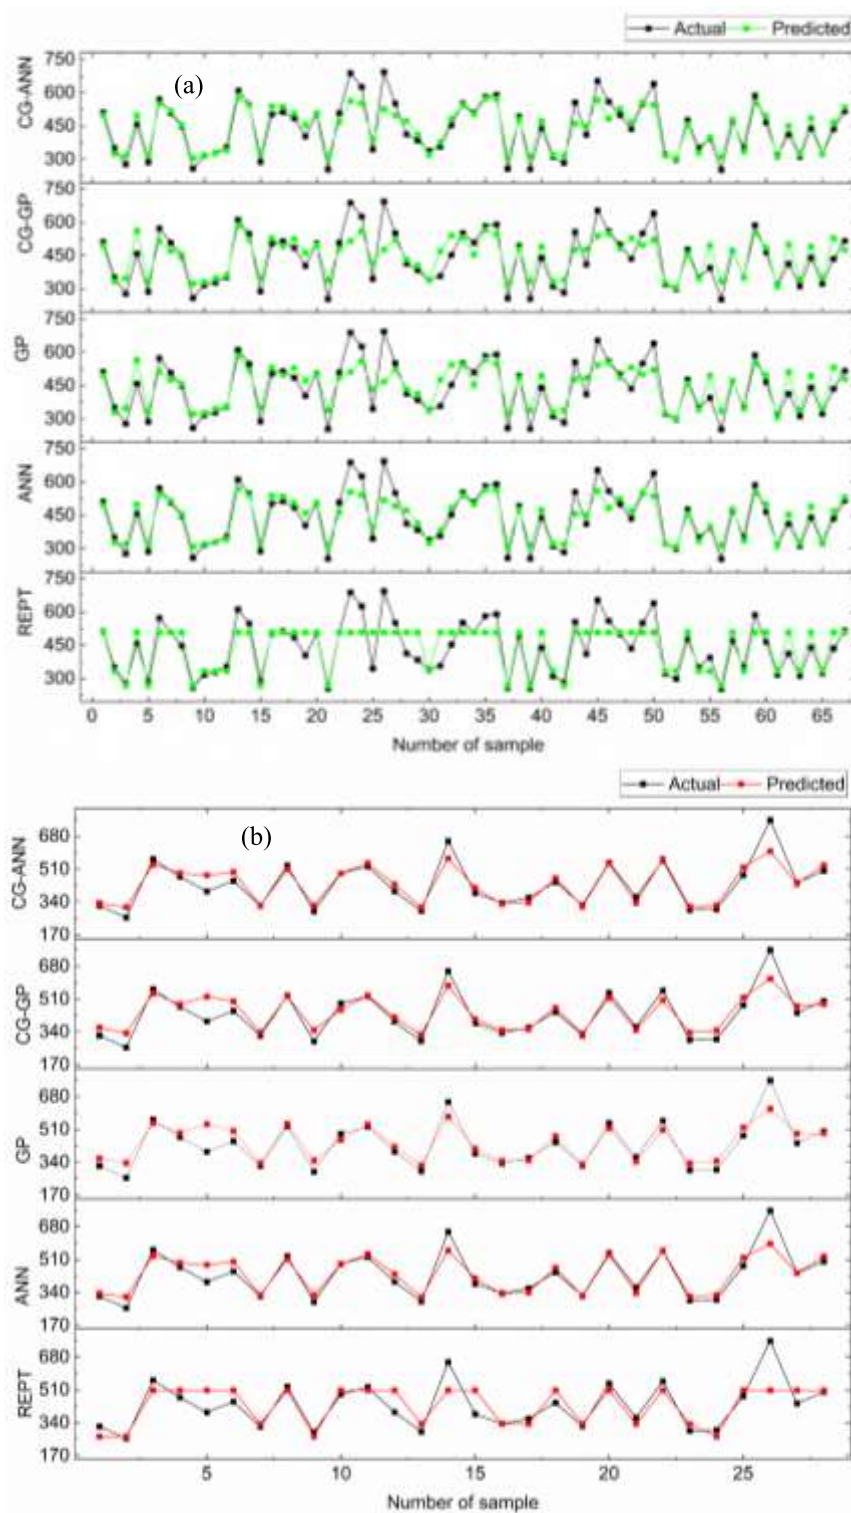 Actual Predicted
(a)
CG-ANN
750
600
450
300
CG-GP
750
600
450
300
GP
750
600
450
300
ANN
750
600
450
300
REPT
750
600
450
300
0 5 10 15 20 25 30 35 40 45 50 55 60 65
Number of sample
Actual Predicted
(b)
CG-ANN
680
510
340
170
CG-GP
680
510
340
170
GP
680
510
340
170
ANN
680
510
340
170
REPT
680
510
340
170
5 10 15 20 25
Number of sample